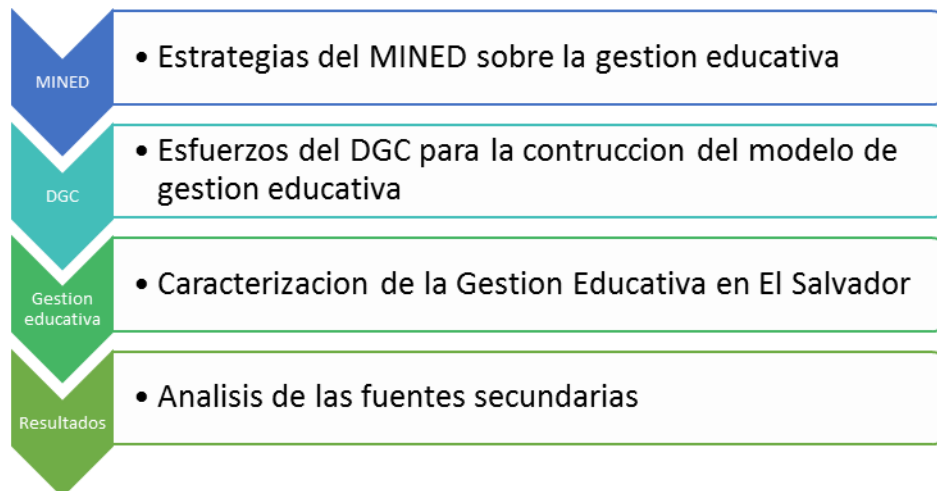 MINED
• Estrategias del MINED sobre la gestion educativa
DGC
• Esfuerzos del DGC para la contruccion del modelo de
gestion educativa
Gestion
educativa
• Caracterizacion de la Gestion Educativa en El Salvador
Resultados
• Analisis de las fuentes secundarias